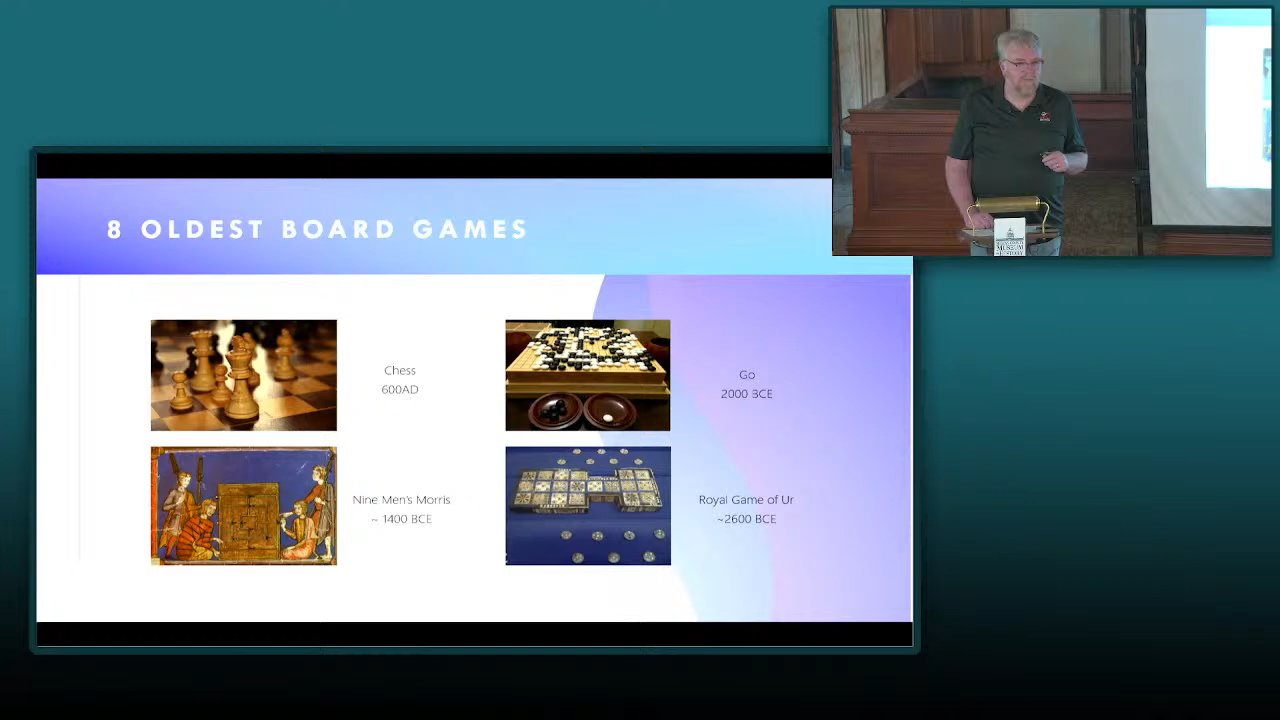 8 OLDEST BOARD GAMES
Chess
600AD
Go
2000 BCE
Nine Men's Morris
~ 1400 BCE
Royal Game of Ur
~2600 BCE
MUSEUM